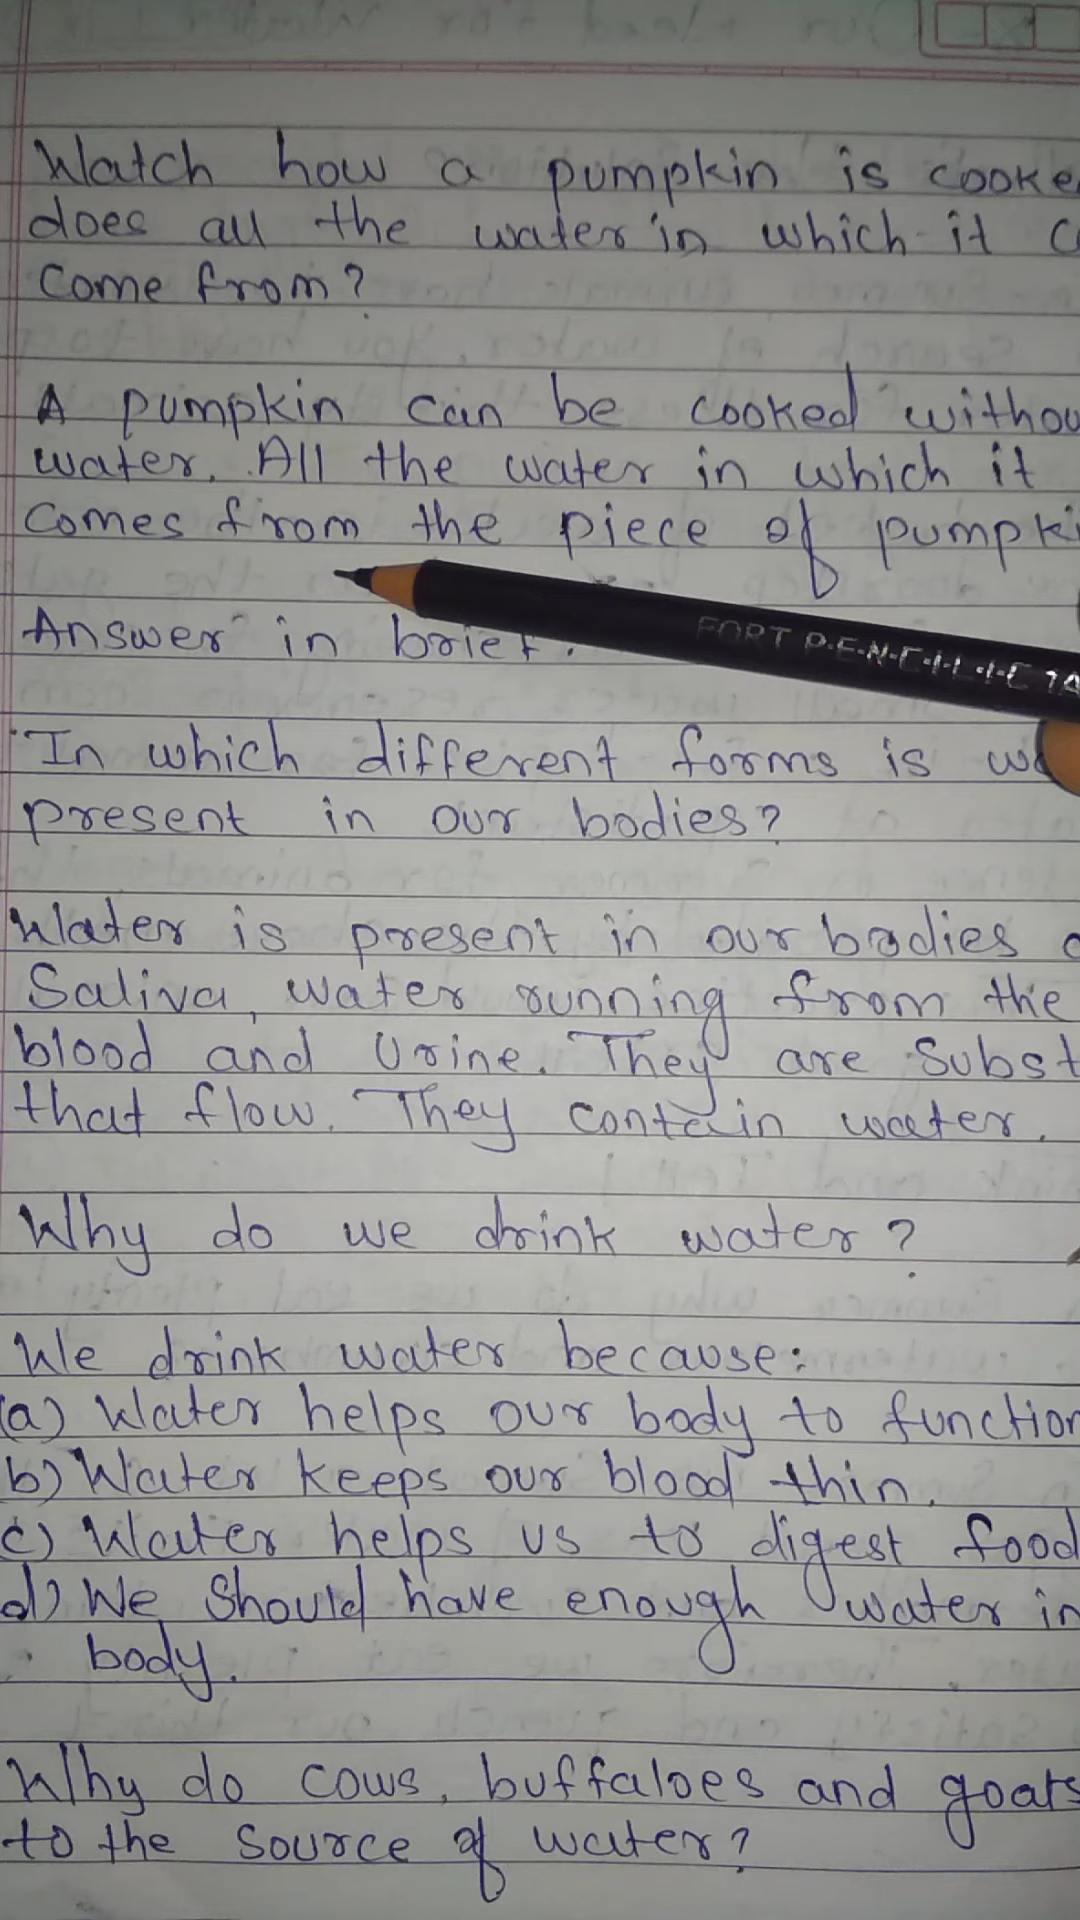 Watch how a pumpkin is cooke
does all the water in which it c
come from?
A pumpkin can be cooked withou
water. All the water in which it
comes from the piece of pumpki
FORT P-E-N-C-I-L-I-C 1A
Answer in brief.
In which different forms is wa
present in our bodies?
Water is present in our bodies a
Saliva, water running from the
blood and Urine. They are Subst
that flow. They contain water.
Why do we drink water?
We drink water because:
(a) Water helps our body to function
b) Water keeps our blood thin.
c) Water helps us to digest food
d) We Should have enough water in
body.
Why do cows, buffaloes and goats
to the source of water?